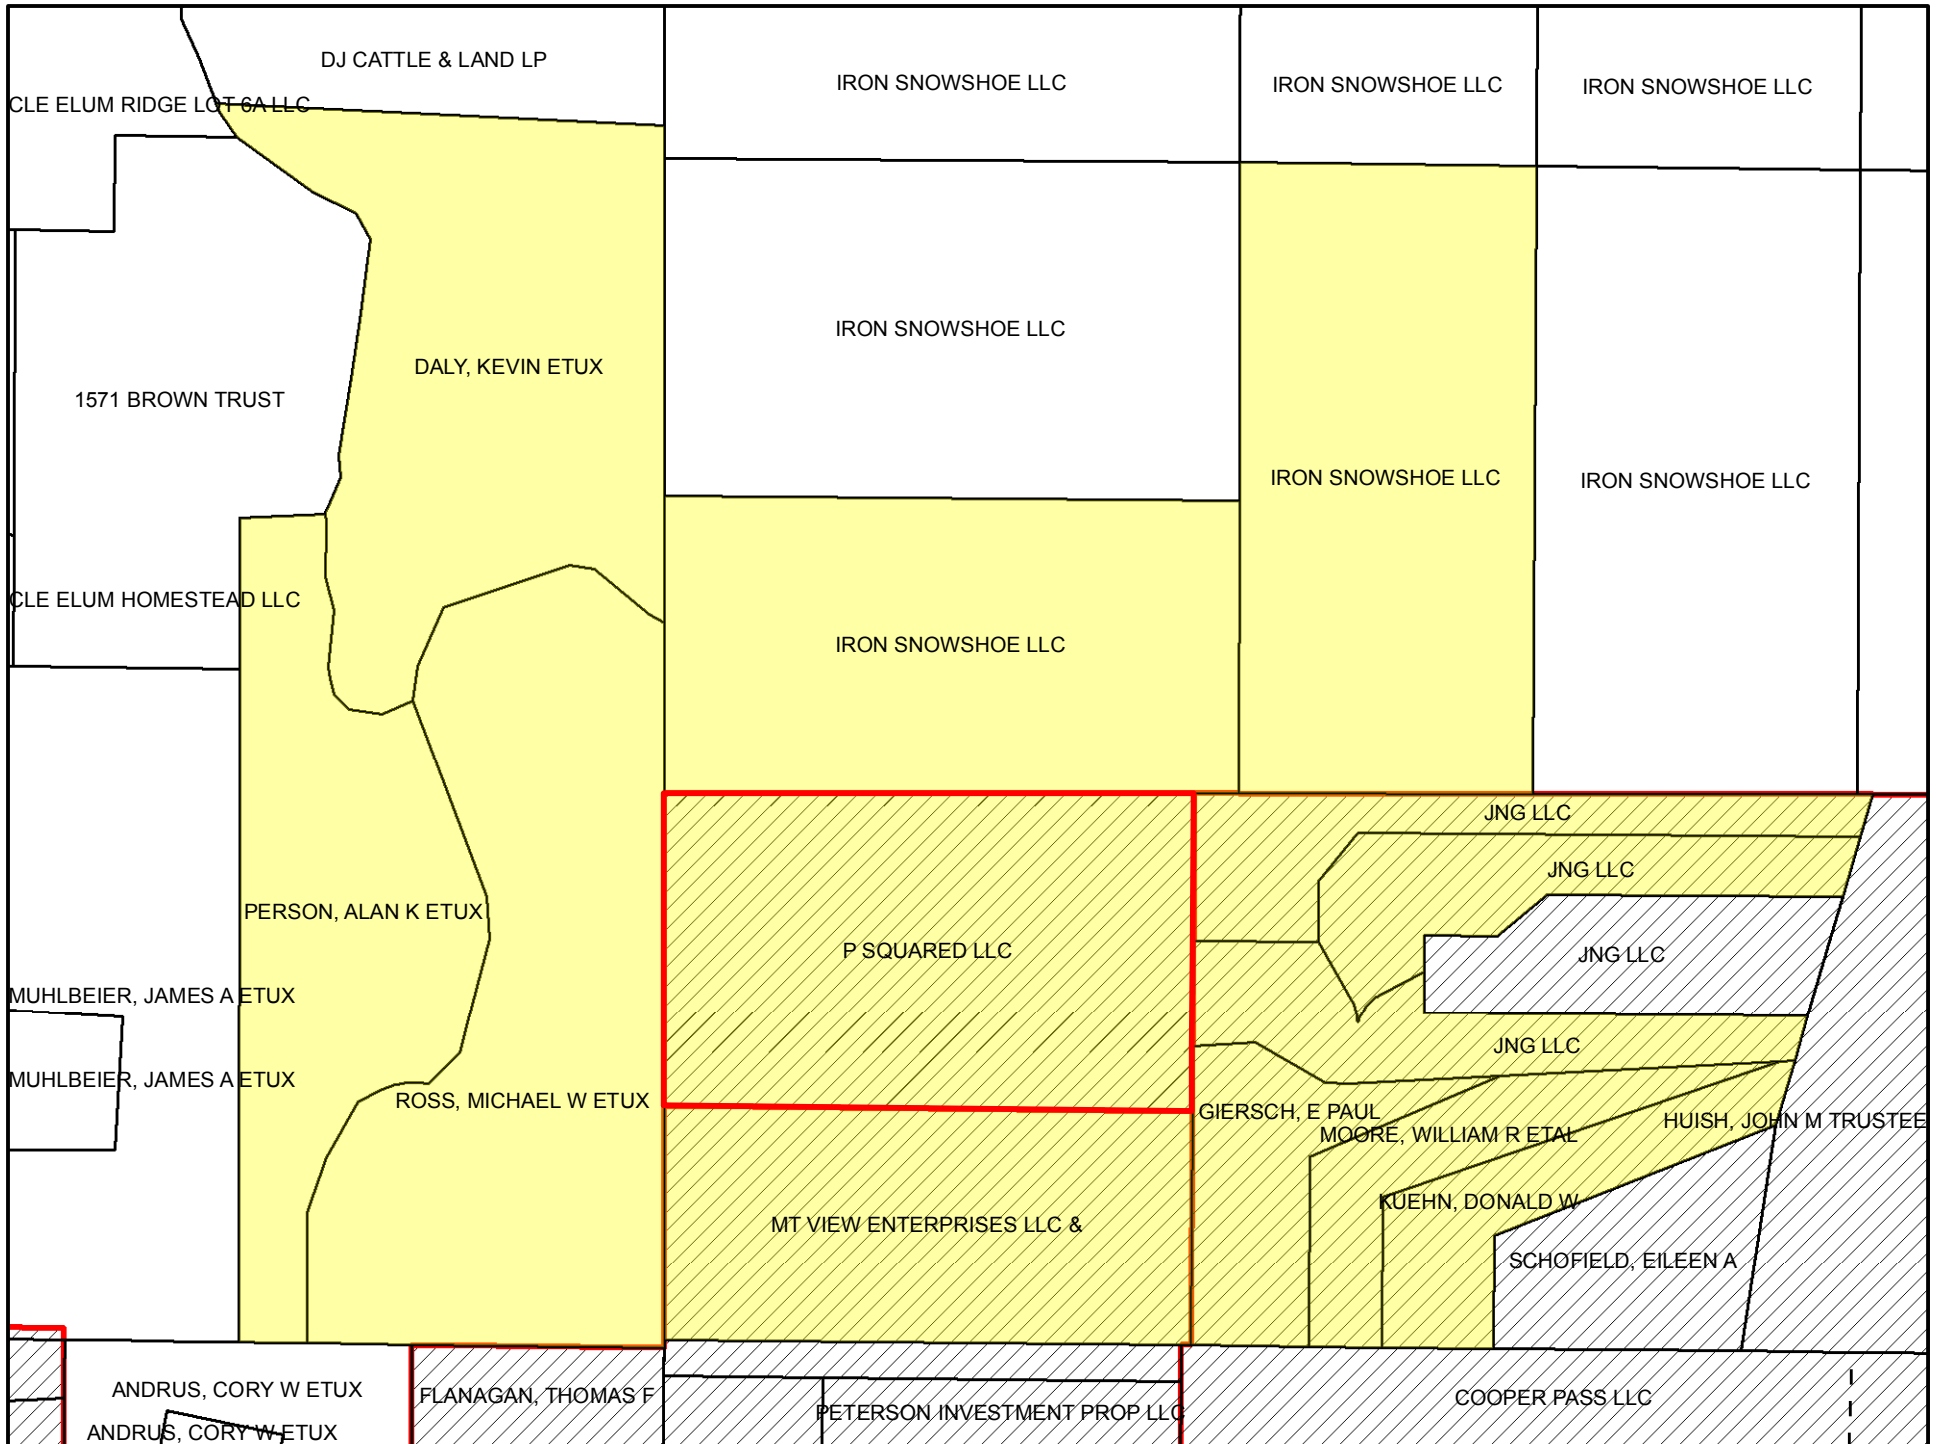 DJ CATTLE & LAND LP
IRON SNOWSHOE LLC
IRON SNOWSHOE LLC
IRON SNOWSHOE LLC
CLE ELUM RIDGE LOT 6A LLC
IRON SNOWSHOE LLC
DALY, KEVIN ETUX
1571 BROWN TRUST
IRON SNOWSHOE LLC
IRON SNOWSHOE LLC
CLE ELUM HOMESTEAD LLC
IRON SNOWSHOE LLC
JNG LLC
JNG LLC
PERSON, ALAN K ETUX
P SQUARED LLC
JNG LLC
MUHLBEIER, JAMES A ETUX
JNG LLC
MUHLBEIER, JAMES A ETUX
ROSS, MICHAEL W ETUX
GIERSCH, E PAUL
HUISH, JOHN M TRUSTEE
MOORE, WILLIAM R ETAL
KUEHN, DONALD W
MT VIEW ENTERPRISES LLC &
SCHOFIELD, EILEEN A
ANDRUS, CORY W ETUX
FLANAGAN, THOMAS F
COOPER PASS LLC
PETERSON INVESTMENT PROP LLC
ANDRUS, CORY W ETUX